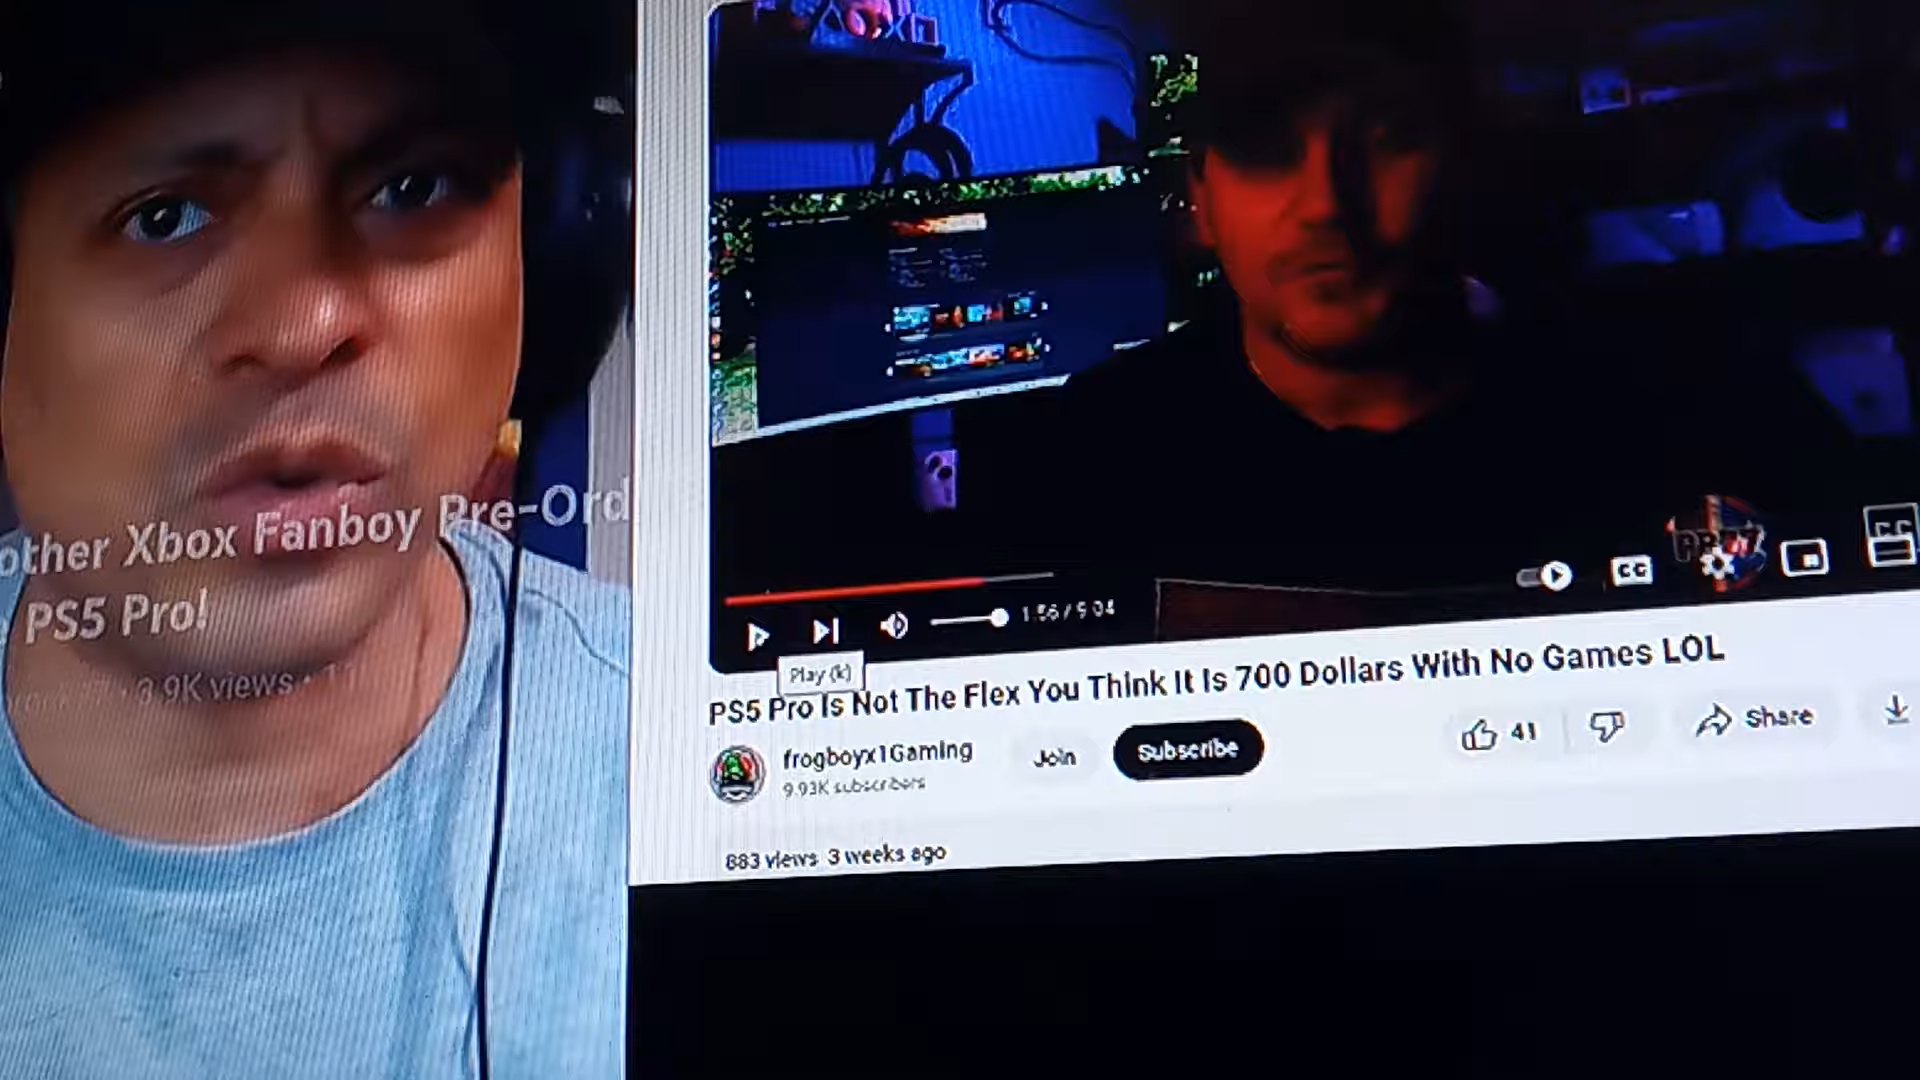 other Xbox Fanboy Pre-Ord
PS5 Pro!
3.9K views
1:56 / 5:04
CC
Play (k)
PS5 Pro Is Not The Flex You Think It Is 700 Dollars With No Games LOL
frogboyx1Gaming
9.93K subscribers
Join
Subscribe
41
Share
883 views 3 weeks ago